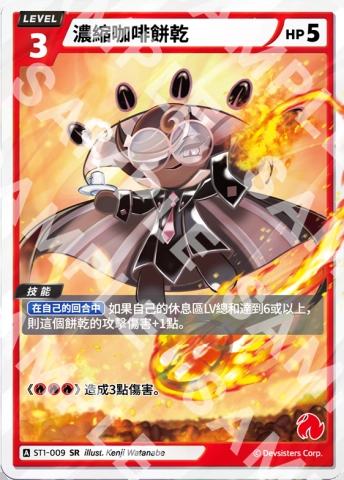 LEVEL
3
濃縮咖啡餅乾
HP 5
技能
在自己的回合中 如果自己的休息區LV總和達到6或以上，
則這個餅乾的攻擊傷害+1點。
《》造成3點傷害。
A ST1-009 SR illust. Kenji Watanabe
© Devsisters Corp.
SAMPLE